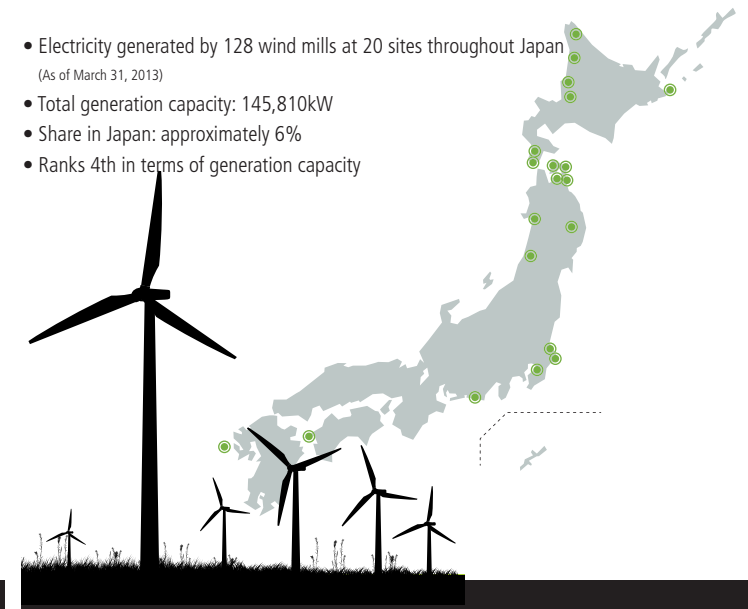 • Electricity generated by 128 wind mills at 20 sites throughout Japan
(As of March 31, 2013)
• Total generation capacity: 145,810kW
• Share in Japan: approximately 6%
• Ranks 4th in terms of generation capacity